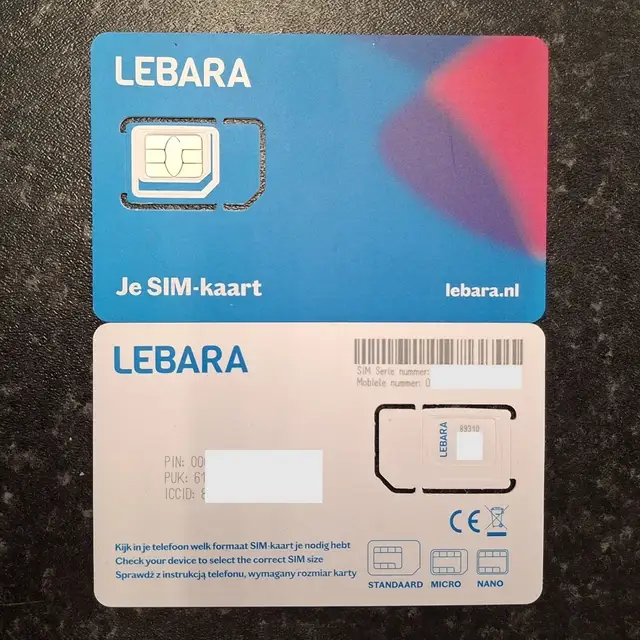 LEBARA
Je SIM-kaart
lebara.nl
LEBARA
SIM Serie nummer:
Mobiele nummer: 0
LEBARA
89310
PIN: 00
PUK: 61
ICCID: 8
CE
Kijk in je telefoon welk formaat SIM-kaart je nodig hebt
Check your device to select the correct SIM size
Sprawdź z instrukcją telefonu, wymagany rozmiar karty
STANDAARD MICRO NANO